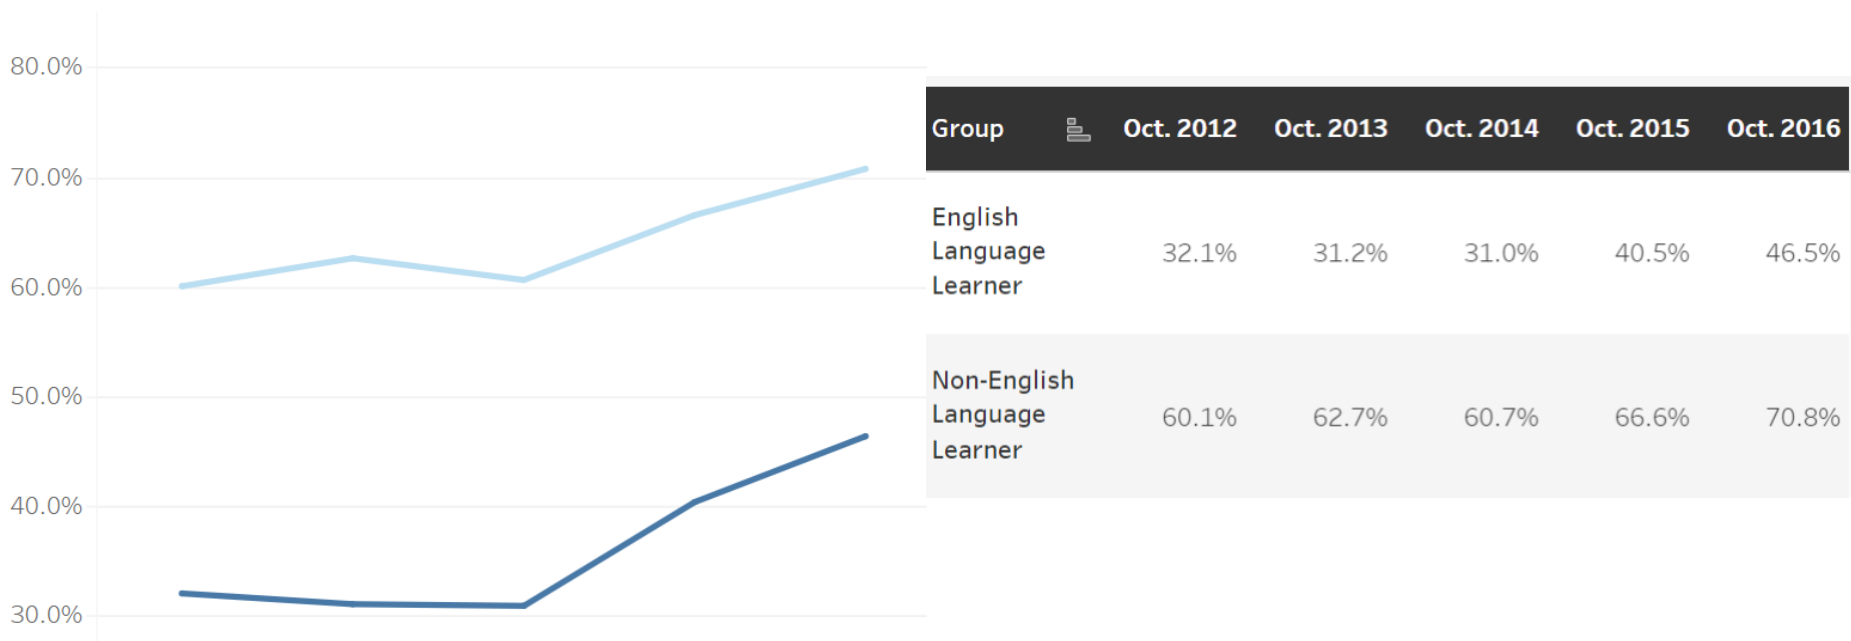 80.0%
70.0%
60.0%
50.0%
40.0%
30.0%
Group Oct. 2012 Oct. 2013 Oct. 2014 Oct. 2015 Oct. 2016
English
Language
Learner
32.1% 31.2% 31.0% 40.5% 46.5%
Non-English
Language
Learner
60.1% 62.7% 60.7% 66.6% 70.8%